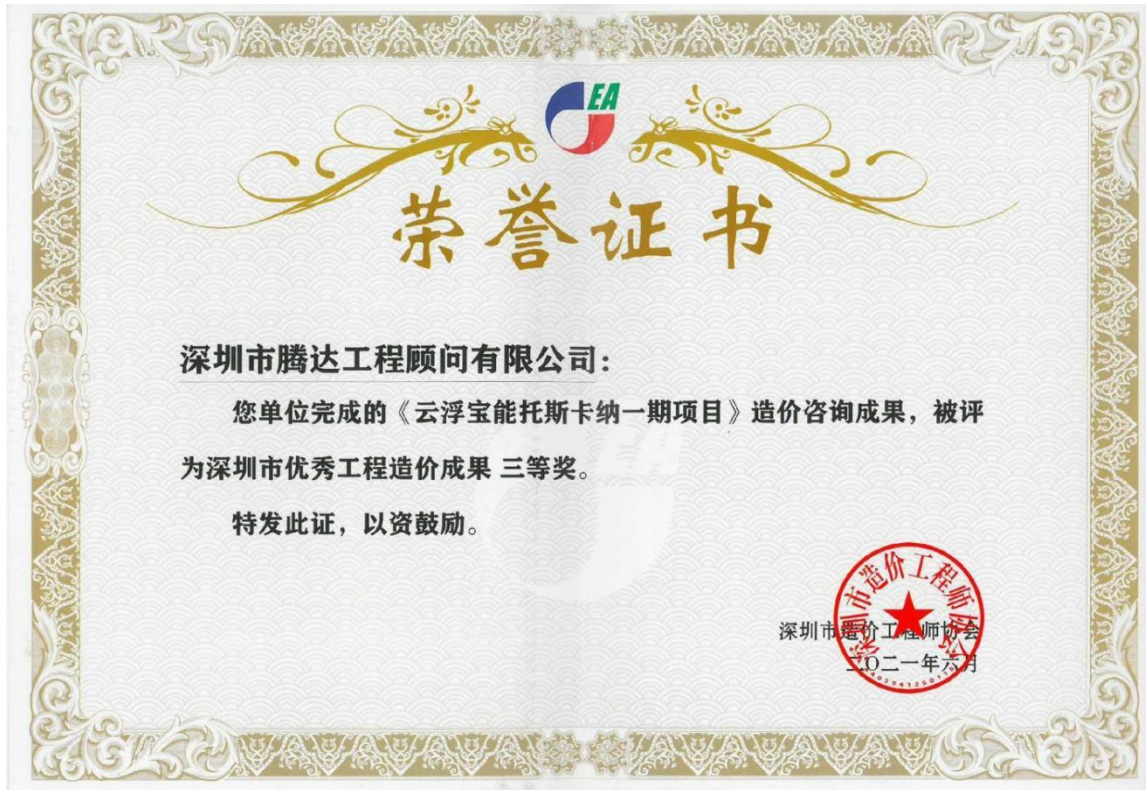 EA
荣誉证书
深圳市腾达工程顾问有限公司：
您单位完成的《云浮宝能托斯卡纳一期项目》造价咨询成果，被评
为深圳市优秀工程造价成果 三等奖。
特发此证，以资鼓励。
深圳市造价工程师协会
二〇二一年六月
深圳市造价工程师协会